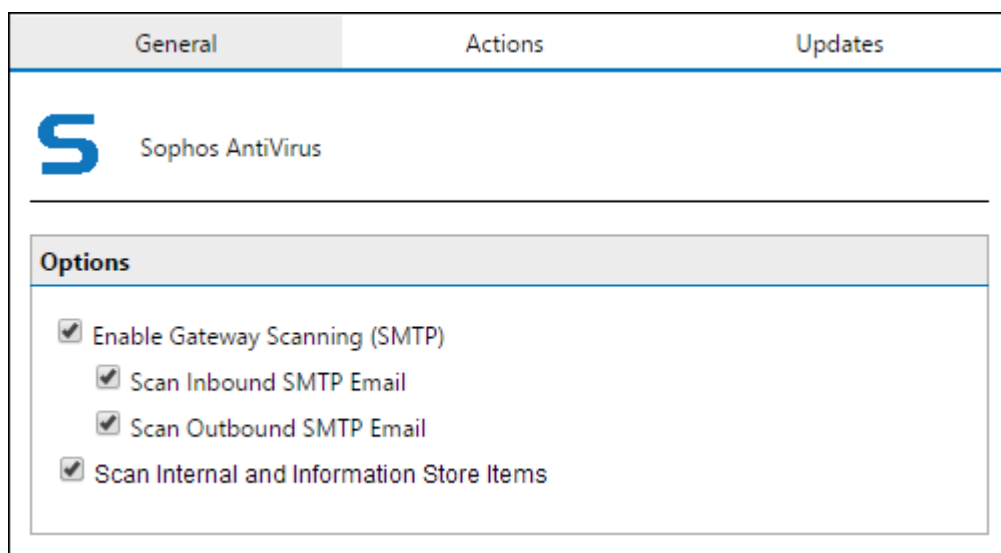 General Actions Updates
Sophos AntiVirus
Options
Enable Gateway Scanning (SMTP)
Scan Inbound SMTP Email
Scan Outbound SMTP Email
Scan Internal and Information Store Items